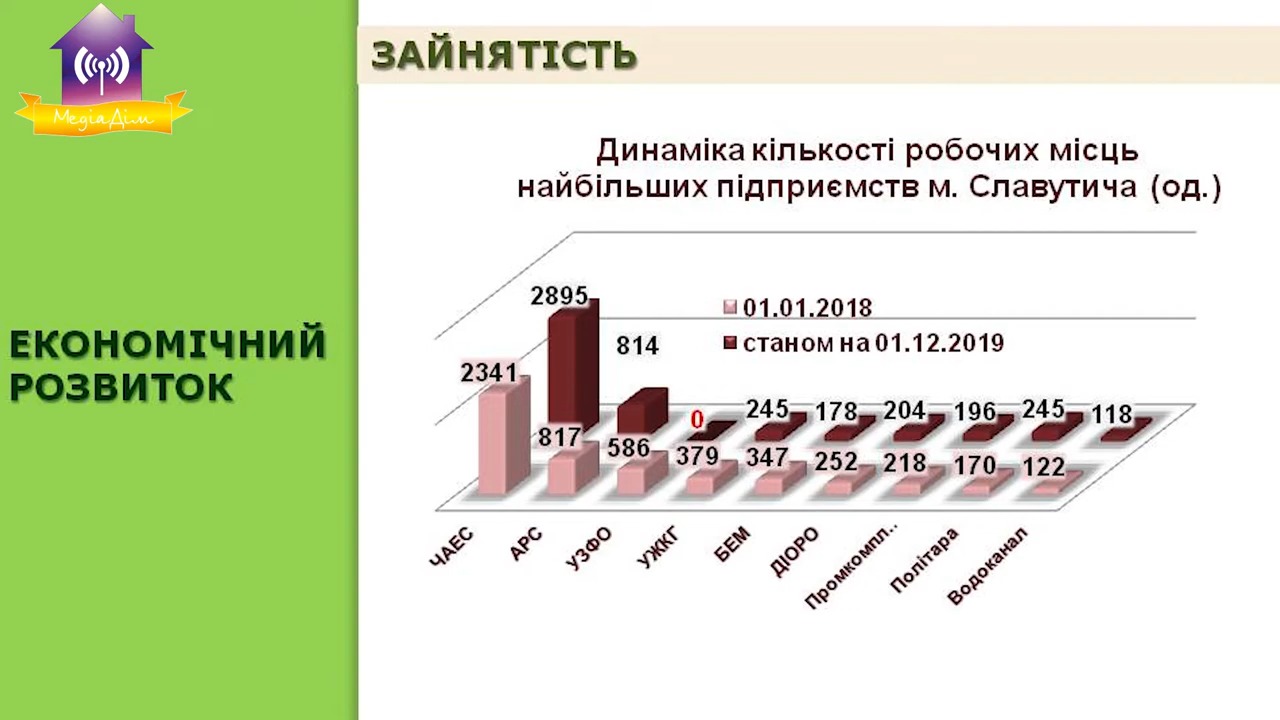 МедіаДім
ЗАЙНЯТІСТЬ
ЕКОНОМІЧНИЙ
РОЗВИТОК
Динаміка кількості робочих місць
найбільших підприємств м. Славутича (од.)
01.01.2018
станом на 01.12.2019
2895
814
0
245
178
204
196
245
118
2341
817
586
379
347
252
218
170
122
ЧАЕС
АРС
УЗФО
УЖКГ
БЕМ
ДІОРО
Промкомпл..
Політара
Водоканал